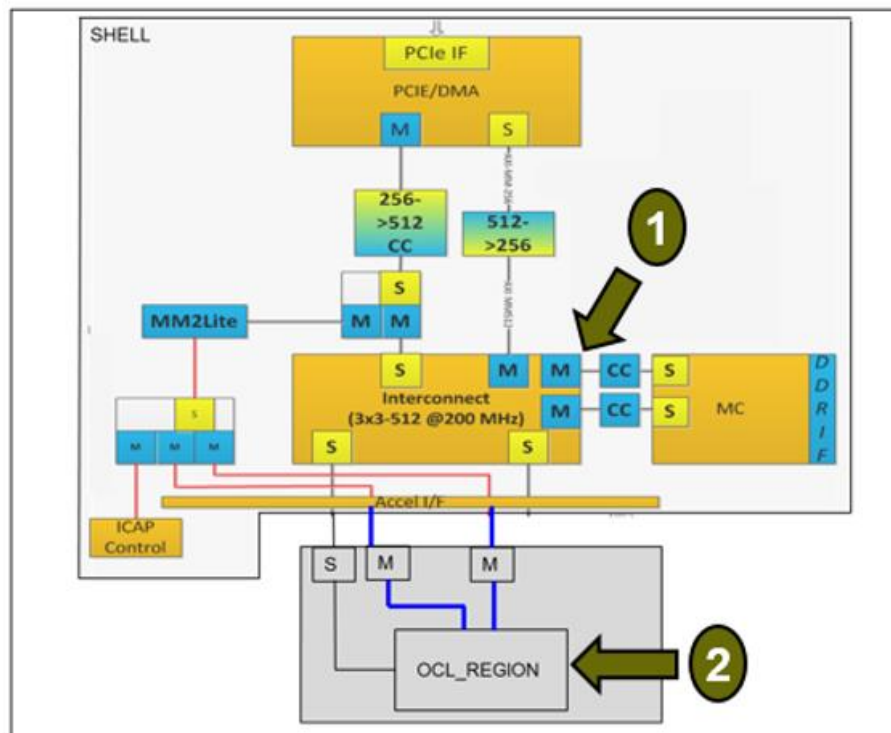 SHELL
PCIe IF
PCIE/DMA
M
S
256-
>512
CC
512-
>256
1
S
MM2Lite
M
M
S
M
M
CC
S
Interconnect
(3x3-512 @200 MHz)
M
CC
S
MC
DDRIF
S
M
M
M
S
S
Accel I/F
ICAP
Control
S
M
M
OCL_REGION
2